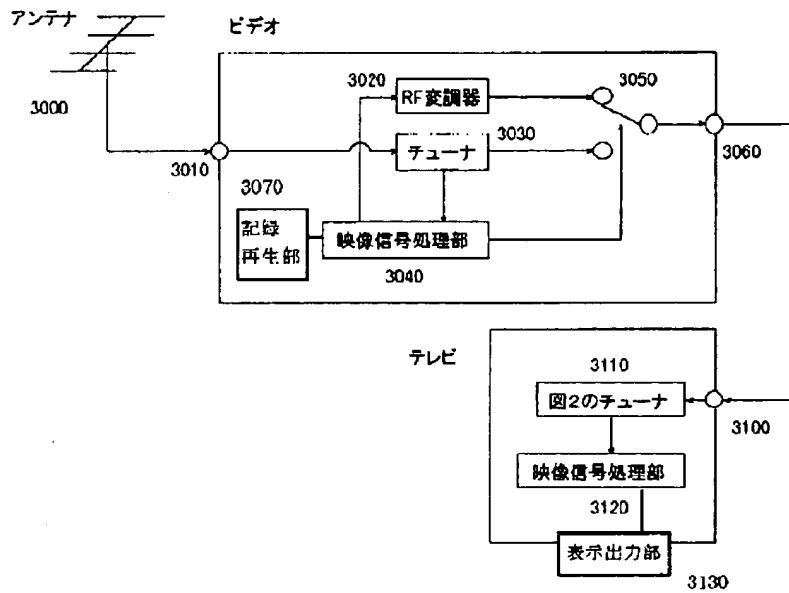 アンテナ
ビデオ
3000
3010
3020
RF変調器
3050
3030
チューナ
3060
3070
記録
再生部
映像信号処理部
3040
テレビ
3110
図2のチューナ
3100
映像信号処理部
3120
表示出力部
3130